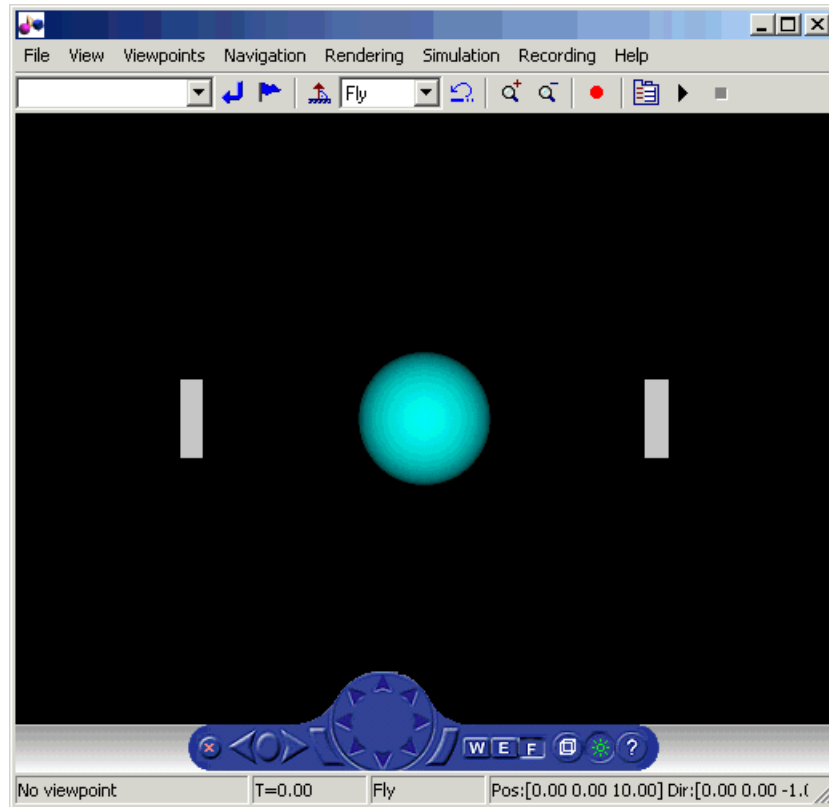 File View Viewpoints Navigation Rendering Simulation Recording Help
Fly
W E F ?
No viewpoint T=0.00 Fly Pos:[0.00 0.00 10.00] Dir:[0.00 0.00 -1.(